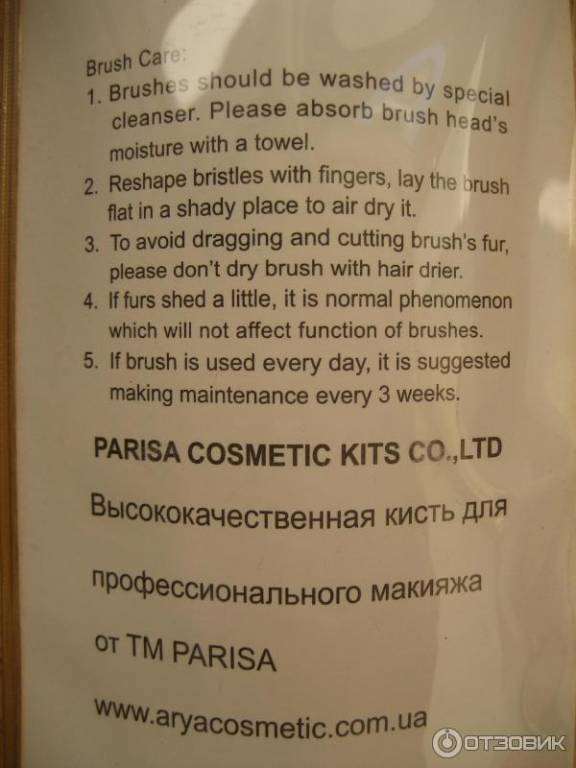 Brush Care:
1. Brushes should be washed by special
cleanser. Please absorb brush head's
moisture with a towel.
2. Reshape bristles with fingers, lay the brush
flat in a shady place to air dry it.
3. To avoid dragging and cutting brush's fur,
please don't dry brush with hair drier.
4. If furs shed a little, it is normal phenomenon
which will not affect function of brushes.
5. If brush is used every day, it is suggested
making maintenance every 3 weeks.
PARISA COSMETIC KITS CO.,LTD
Высококачественная кисть для
профессионального макияжа
от ТМ PARISA
www.aryacosmetic.com.ua
ОТЗОВИК